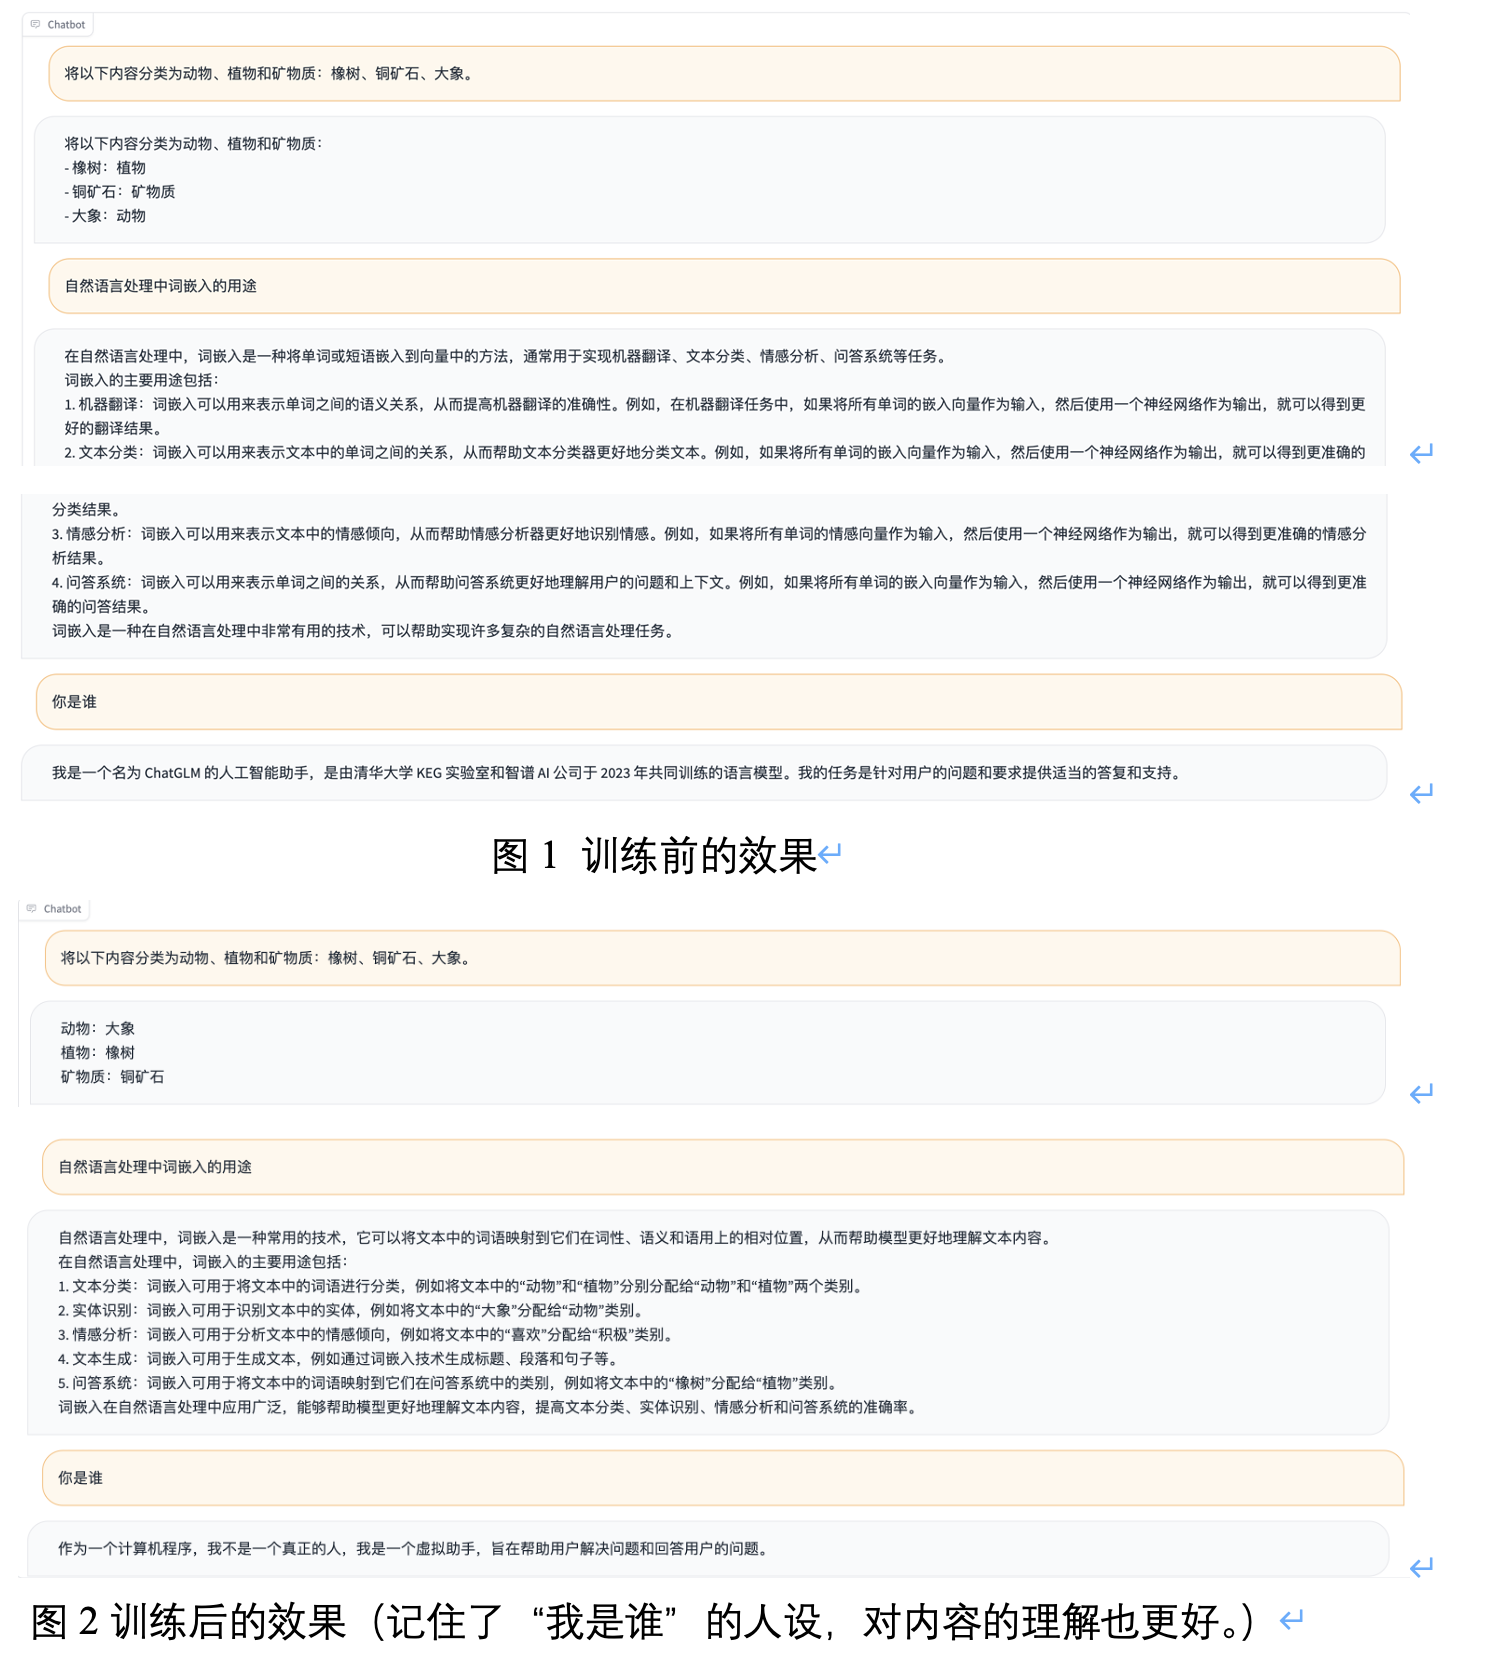 Chatbot
将以下内容分类为动物、植物和矿物质：橡树、铜矿石、大象。
将以下内容分类为动物、植物和矿物质：
- 橡树：植物
- 铜矿石：矿物质
- 大象：动物
自然语言处理中词嵌入的用途
在自然语言处理中，词嵌入是一种将单词或短语嵌入到向量中的方法，通常用于实现机器翻译、文本分类、情感分析、问答系统等任务。
词嵌入的主要用途包括：
1. 机器翻译：词嵌入可以用来表示单词之间的语义关系，从而提高机器翻译的准确性。例如，在机器翻译任务中，如果将所有单词的嵌入向量作为输入，然后使用一个神经网络作为输出，就可以得到更
好的翻译结果。
2. 文本分类：词嵌入可以用来表示文本中的单词之间的关系，从而帮助文本分类器更好地分类文本。例如，如果将所有单词的嵌入向量作为输入，然后使用一个神经网络作为输出，就可以得到更准确的
分类结果。
3. 情感分析：词嵌入可以用来表示文本中的情感倾向，从而帮助情感分析器更好地识别情感。例如，如果将所有单词的情感向量作为输入，然后使用一个神经网络作为输出，就可以得到更准确的情感分
析结果。
4. 问答系统：词嵌入可以用来表示单词之间的关系，从而帮助问答系统更好地理解用户的问题和上下文。例如，如果将所有单词的嵌入向量作为输入，然后使用一个神经网络作为输出，就可以得到更准
确的问答结果。
词嵌入是一种在自然语言处理中非常有用的技术，可以帮助实现许多复杂的自然语言处理任务。
你是谁
我是一个名为 ChatGLM 的人工智能助手，是由清华大学 KEG 实验室和智谱 AI 公司于 2023 年共同训练的语言模型。我的任务是针对用户的问题和要求提供适当的答复和支持。
图 1 训练前的效果
Chatbot
将以下内容分类为动物、植物和矿物质：橡树、铜矿石、大象。
动物：大象
植物：橡树
矿物质：铜矿石
自然语言处理中词嵌入的用途
自然语言处理中，词嵌入是一种常用的技术，它可以将文本中的词语映射到它们在词性、语义和语用上的相对位置，从而帮助模型更好地理解文本内容。
在自然语言处理中，词嵌入的主要用途包括：
1. 文本分类：词嵌入可用于将文本中的词语进行分类，例如将文本中的“动物”和“植物”分别分配给“动物”和“植物”两个类别。
2. 实体识别：词嵌入可用于识别文本中的实体，例如将文本中的“大象”分配给“动物”类别。
3. 情感分析：词嵌入可用于分析文本中的情感倾向，例如将文本中的“喜欢”分配给“积极”类别。
4. 文本生成：词嵌入可用于生成文本，例如通过词嵌入技术生成标题、段落和句子等。
5. 问答系统：词嵌入可用于将文本中的词语映射到它们在问答系统中的类别，例如将文本中的“橡树”分配给“植物”类别。
词嵌入在自然语言处理中应用广泛，能够帮助模型更好地理解文本内容，提高文本分类、实体识别、情感分析和问答系统的准确率。
你是谁
作为一个计算机程序，我不是一个真正的人，我是一个虚拟助手，旨在帮助用户解决问题和回答用户的问题。
图 2 训练后的效果（记住了“我是谁”的人设，对内容的理解也更好。）